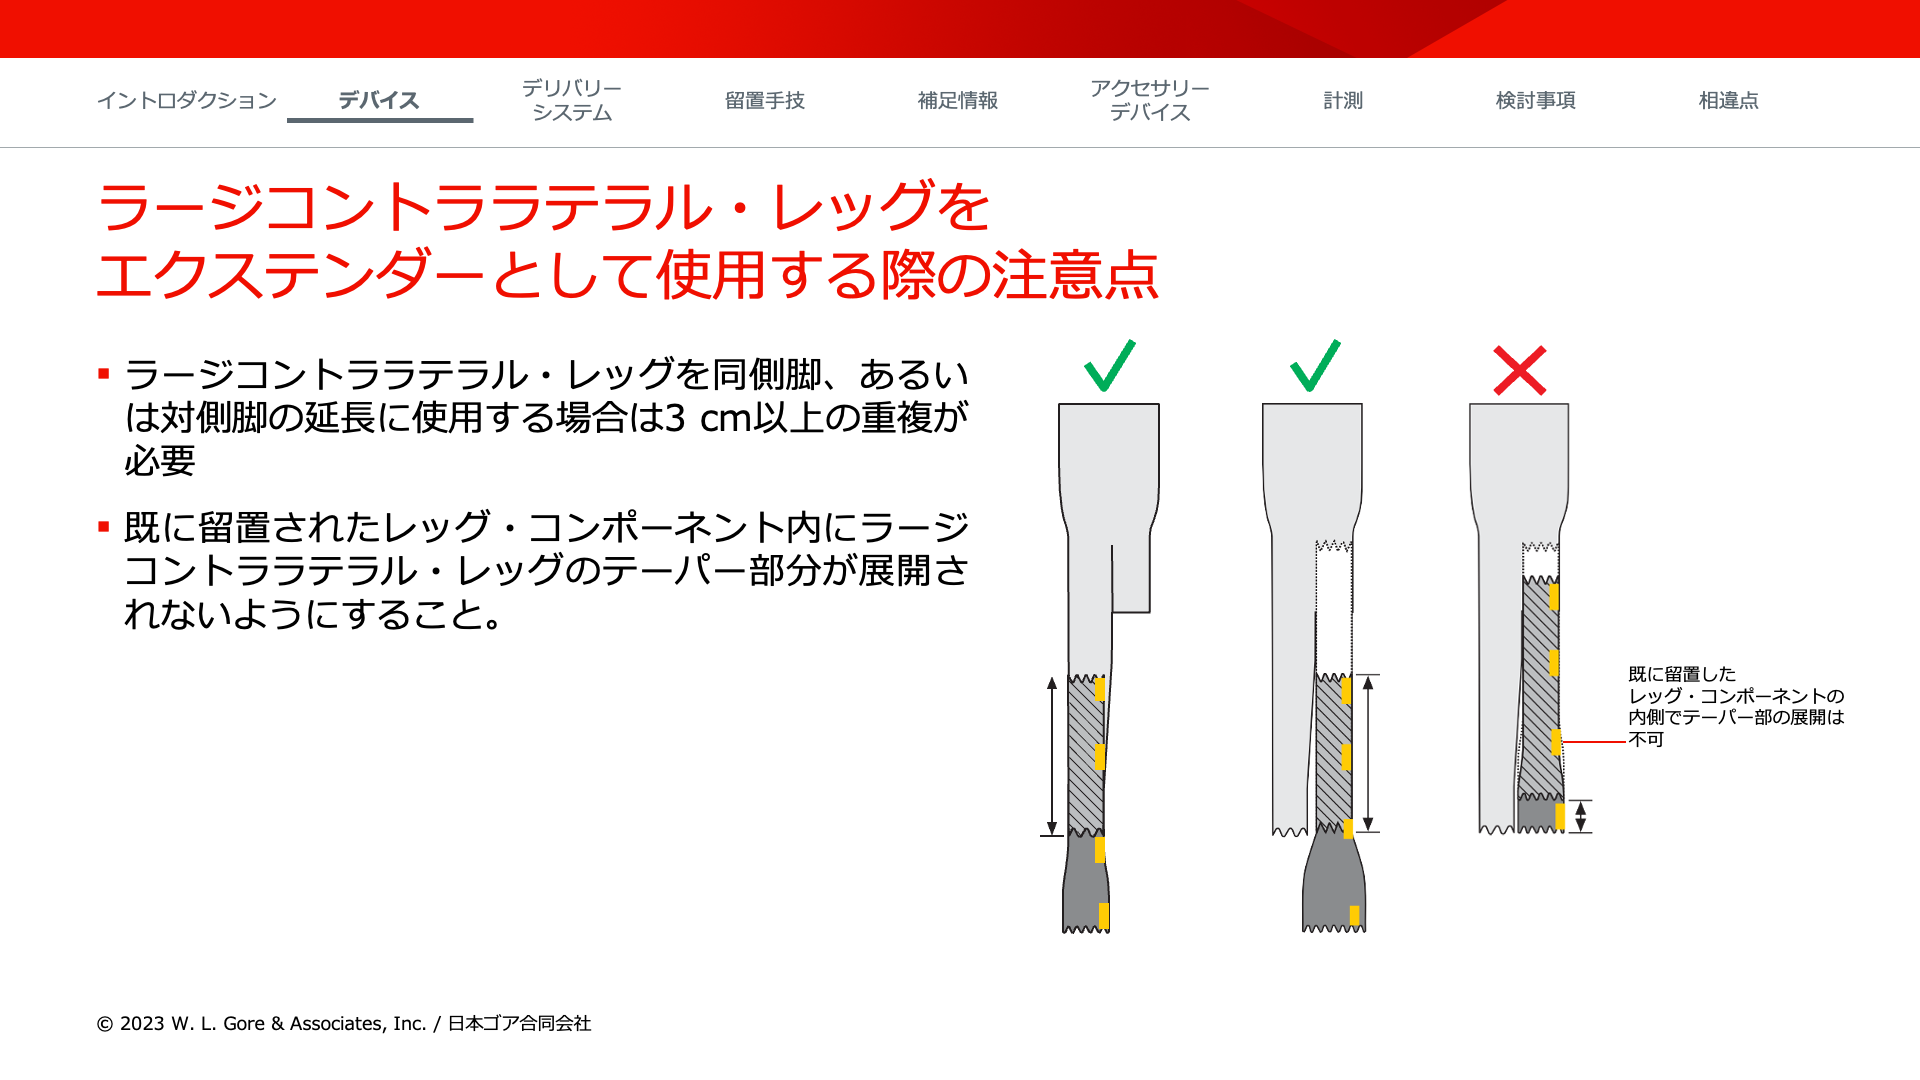 イントロダクション
デバイス
デリバリー
システム
留置手技
補足情報
アクセサリー
デバイス
計測
検討事項
相違点
ラージコントララテラル・レッグを
エクステンダーとして使用する際の注意点
▪ ラージコントララテラル・レッグを同側脚、あるい
は対側脚の延長に使用する場合は3 cm以上の重複が
必要
▪ 既に留置されたレッグ・コンポーネント内にラージ
コントララテラル・レッグのテーパー部分が展開さ
れないようにすること。
既に留置した
レッグ・コンポーネントの
内側でテーパー部の展開は
不可
© 2023 W. L. Gore & Associates, Inc. / 日本ゴア合同会社